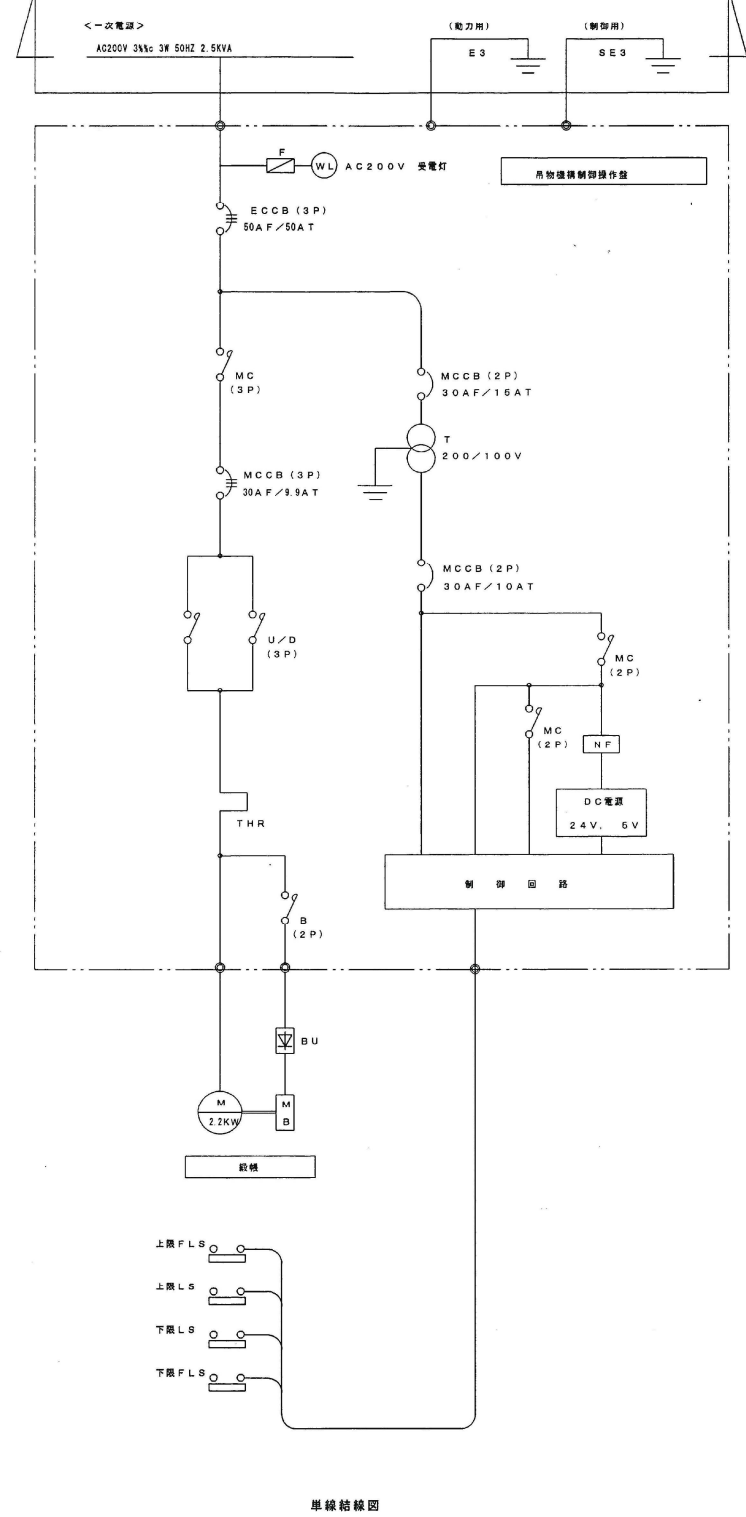 ＜一次電源＞
AC200V 3%%c 3W 50HZ 2.5KVA
（動力用）
E3
（制御用）
SE3
F
WL
AC200V 受電灯
吊物機構制御操作盤
ECCB（3P）
50AF／50AT
MC
（3P）
MCCB（2P）
30AF／15AT
T
200／100V
MCCB（3P）
30AF／9.9AT
MCCB（2P）
30AF／10AT
U／D
（3P）
MC
（2P）
MC
（2P）
NF
DC電源
24V． 5V
THR
制御回路
B
（2P）
BU
M
2.2KW
M
B
緞帳
上限FLS
上限LS
下限LS
下限FLS
単線結線図